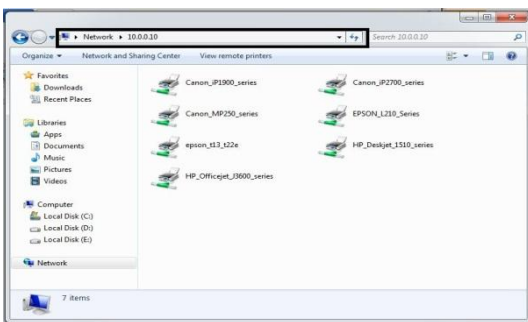 Network ▸ 10.0.0.10
Search 10.0.0.10
Organize
Network and Sharing Center
View remote printers
Favorites
Downloads
Recent Places
Libraries
Apps
Documents
Music
Pictures
Videos
Computer
Local Disk (C:)
Local Disk (D:)
Local Disk (E:)
Network
Canon_iP1900_series
Canon_iP2700_series
Canon_MP250_series
EPSON_L210_Series
epson_t13_t22e
HP_Deskjet_1510_series
HP_Officejet_J3600_series
7 items